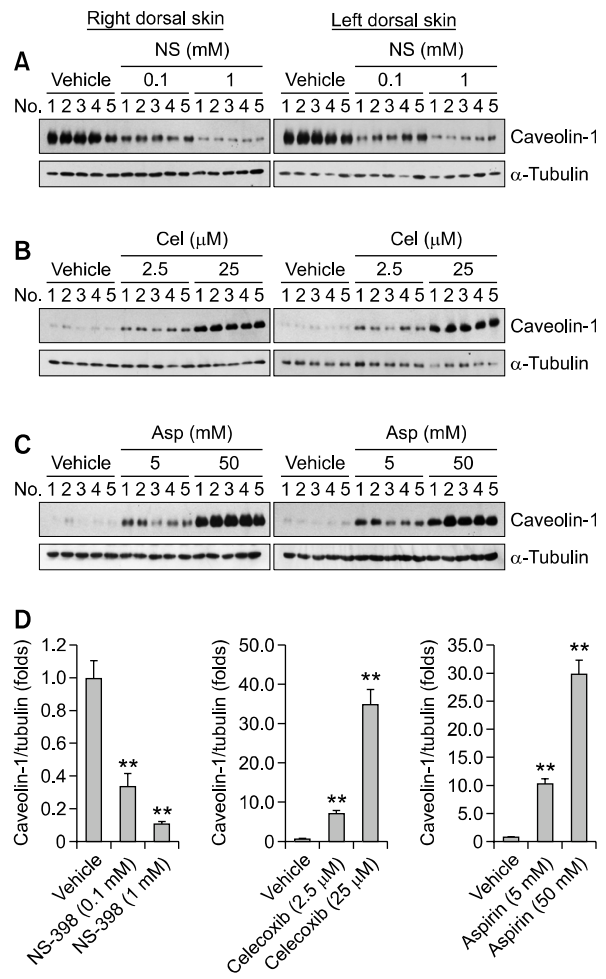 Right dorsal skin Left dorsal skin
A NS (mM) NS (mM)
Vehicle 0.1 1 Vehicle 0.1 1
No. 1 2 3 4 5 1 2 3 4 5 1 2 3 4 5 1 2 3 4 5 1 2 3 4 5 1 2 3 4 5
Caveolin-1
α-Tubulin
B Cel (μM) Cel (μM)
Vehicle 2.5 25 Vehicle 2.5 25
No. 1 2 3 4 5 1 2 3 4 5 1 2 3 4 5 1 2 3 4 5 1 2 3 4 5 1 2 3 4 5
Caveolin-1
α-Tubulin
C Asp (mM) Asp (mM)
Vehicle 5 50 Vehicle 5 50
No. 1 2 3 4 5 1 2 3 4 5 1 2 3 4 5 1 2 3 4 5 1 2 3 4 5 1 2 3 4 5
Caveolin-1
α-Tubulin
D
Caveolin-1/tubulin (folds)
1.2
1.0
0.8
0.6
0.4
0.2
0
**
**
Vehicle
NS-398 (0.1 mM)
NS-398 (1 mM)
Caveolin-1/tubulin (folds)
50.0
40.0
30.0
20.0
10.0
0
**
**
Vehicle
Celecoxib (2.5 μM)
Celecoxib (25 μM)
Caveolin-1/tubulin (folds)
35.0
30.0
25.0
20.0
15.0
10.0
5.0
0
**
**
Vehicle
Aspirin (5 mM)
Aspirin (50 mM)